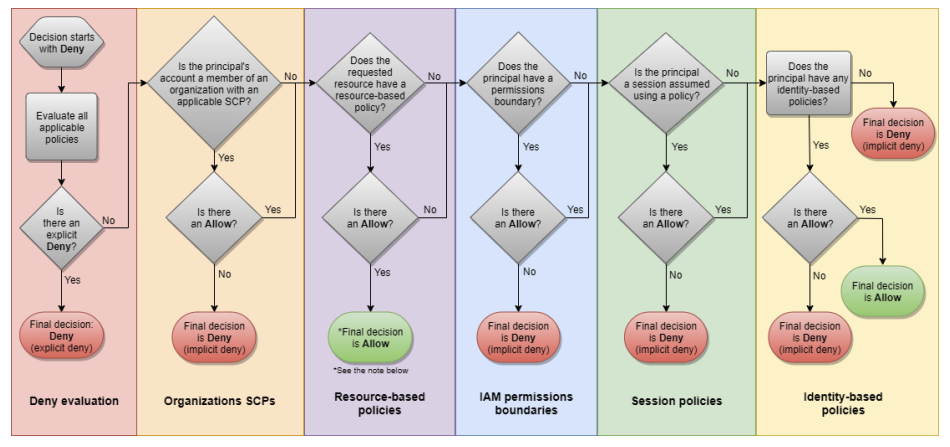 Decision starts
with Deny
Evaluate all
applicable
policies
Is
there an
explicit
Deny?
No
Yes
Final decision:
Deny
(explicit deny)
Deny evaluation
Is the principal's
account a member of an
organization with an
applicable SCP?
No
Yes
Is there
an Allow?
Yes
No
Final decision
is Deny
(implicit deny)
Organizations SCPs
Does the
requested
resource have a
resource-based
policy?
No
Yes
Is there
an Allow?
No
Yes
*Final decision
is Allow
*See the note below
Resource-based
policies
Does the
principal have a
permissions
boundary?
No
Yes
Is there
an Allow?
Yes
No
Final decision
is Deny
(implicit deny)
IAM permissions
boundaries
Is the principal
a session assumed
using a policy?
No
Yes
Is there
an Allow?
Yes
No
Final decision
is Deny
(implicit deny)
Session policies
Does the
principal have any
identity-based
policies?
No
Final decision
is Deny
(implicit deny)
Yes
Is there
an Allow?
Yes
Final decision
is Allow
No
Final decision
is Deny
(implicit deny)
Identity-based
policies